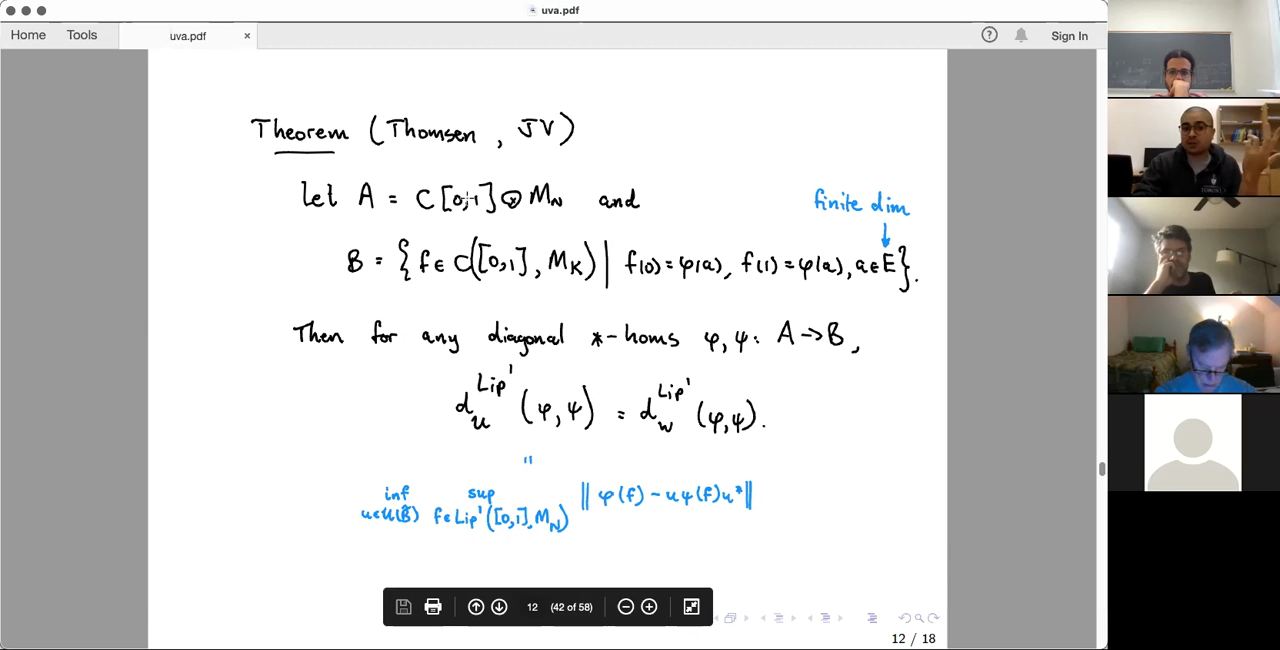 uva.pdf
Home Tools uva.pdf × Sign In
Theorem (Thomsen, JV)
let A = C[0,1] ⊗ M_N and
finite dim
B = {f ∈ C([0,1], M_K) | f(0) = φ(a), f(1) = φ(a), a ∈ E}.
Then for any diagonal *-homs φ, ψ: A → B,
d_U^{Lip'} (φ, ψ) = d_W^{Lip'} (φ, ψ).
"
inf sup || φ(f) - uψ(f)u* ||
u∈U(B̃) f∈Lip'([0,1], M_N)
12 (42 of 58)
12 / 18